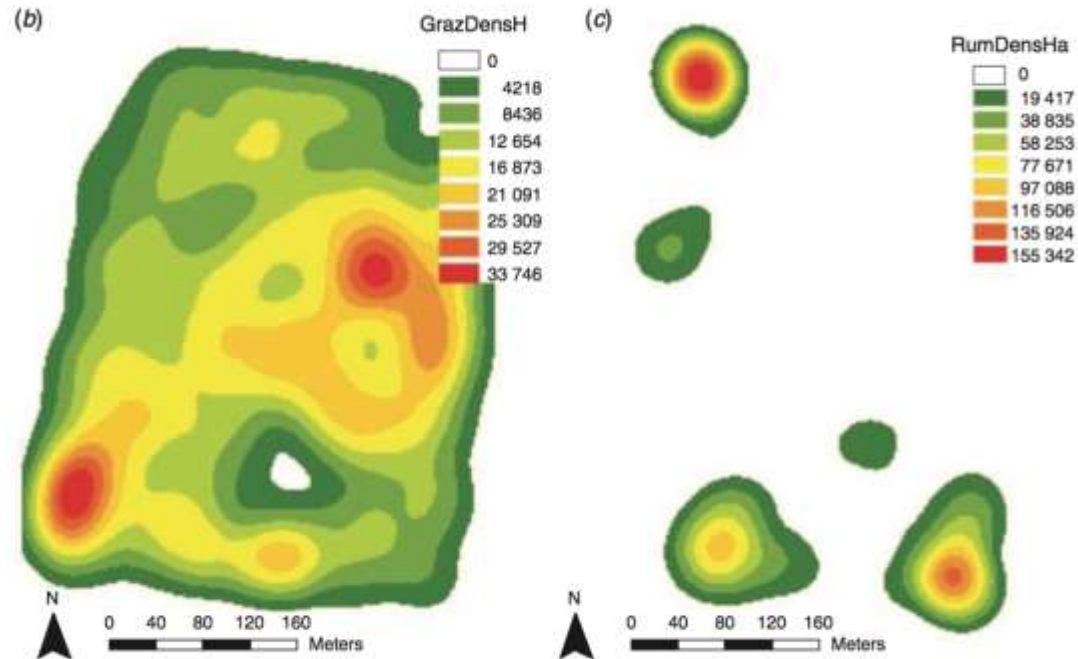 (b)
GrazDensH
0
4218
8436
12 654
16 873
21 091
25 309
29 527
33 746
N
0 40 80 120 160
Meters
(c)
RumDensHa
0
19 417
38 835
58 253
77 671
97 088
116 506
135 924
155 342
N
0 40 80 120 160
Meters